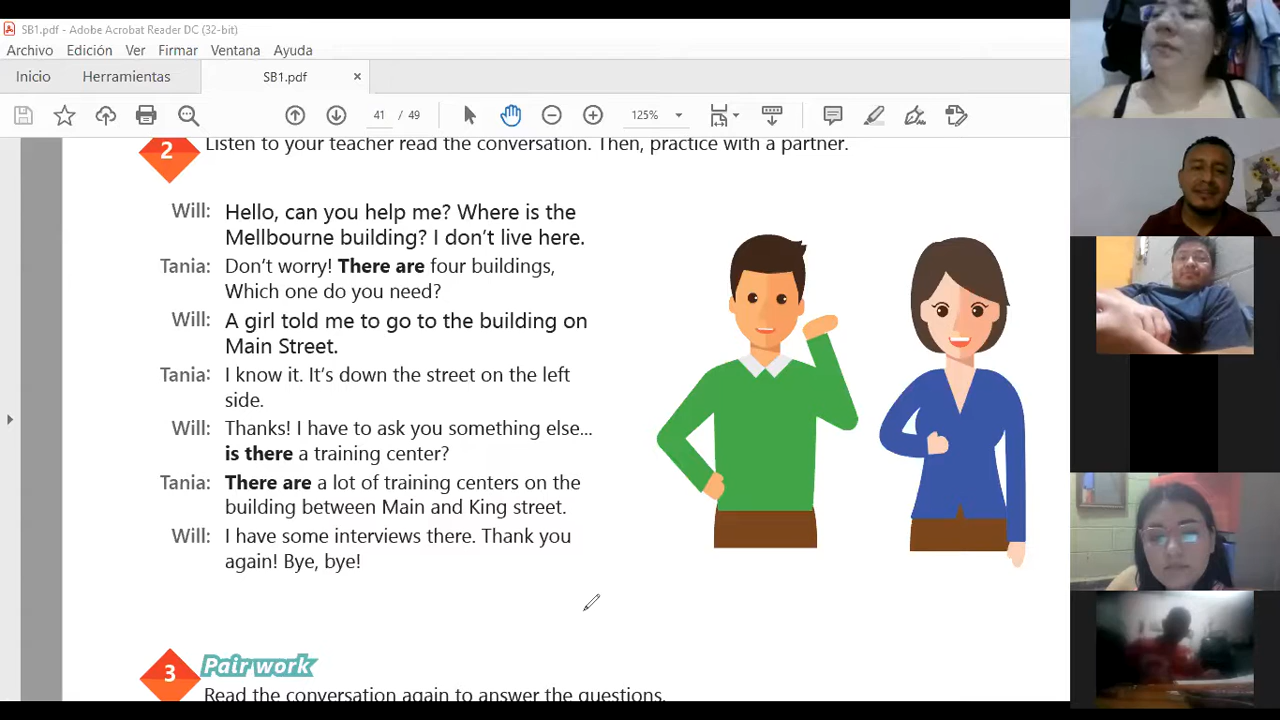 SB1.pdf - Adobe Acrobat Reader DC (32-bit)
Archivo Edición Ver Firmar Ventana Ayuda
Inicio Herramientas SB1.pdf ×
41 / 49 125%
2 Listen to your teacher read the conversation. Then, practice with a partner.
Will: Hello, can you help me? Where is the
Mellbourne building? I don't live here.
Tania: Don't worry! There are four buildings,
Which one do you need?
Will: A girl told me to go to the building on
Main Street.
Tania: I know it. It's down the street on the left
side.
Will: Thanks! I have to ask you something else...
is there a training center?
Tania: There are a lot of training centers on the
building between Main and King street.
Will: I have some interviews there. Thank you
again! Bye, bye!
3 Pair work
Read the conversation again to answer the questions.